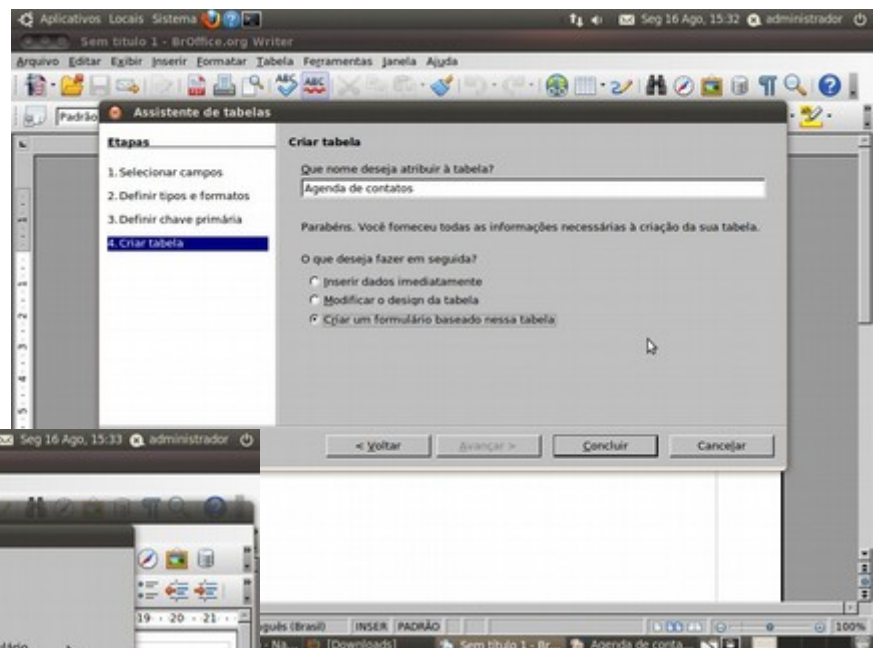 Aplicativos Locais Sistema
Seg 16 Ago, 15:32 administrador
Sem título 1 - BrOffice.org Writer
Arquivo Editar Exibir Inserir Formatar Tabela Ferramentas Janela Ajuda
Padrão
Assistente de tabelas
Etapas
1. Selecionar campos
2. Definir tipos e formatos
3. Definir chave primária
4. Criar tabela
Criar tabela
Que nome deseja atribuir à tabela?
Agenda de contatos
Parabéns. Você forneceu todas as informações necessárias à criação da sua tabela.
O que deseja fazer em seguida?
Inserir dados imediatamente
Modificar o design da tabela
Criar um formulário baseado nessa tabela
< Voltar Avançar > Concluir Cancelar
Seg 16 Ago, 15:33 administrador
19 20 21
guês (Brasil) INSER PADRÃO 100%
Na... [Downloads] Sem título 1 - Br... Agenda de conta...